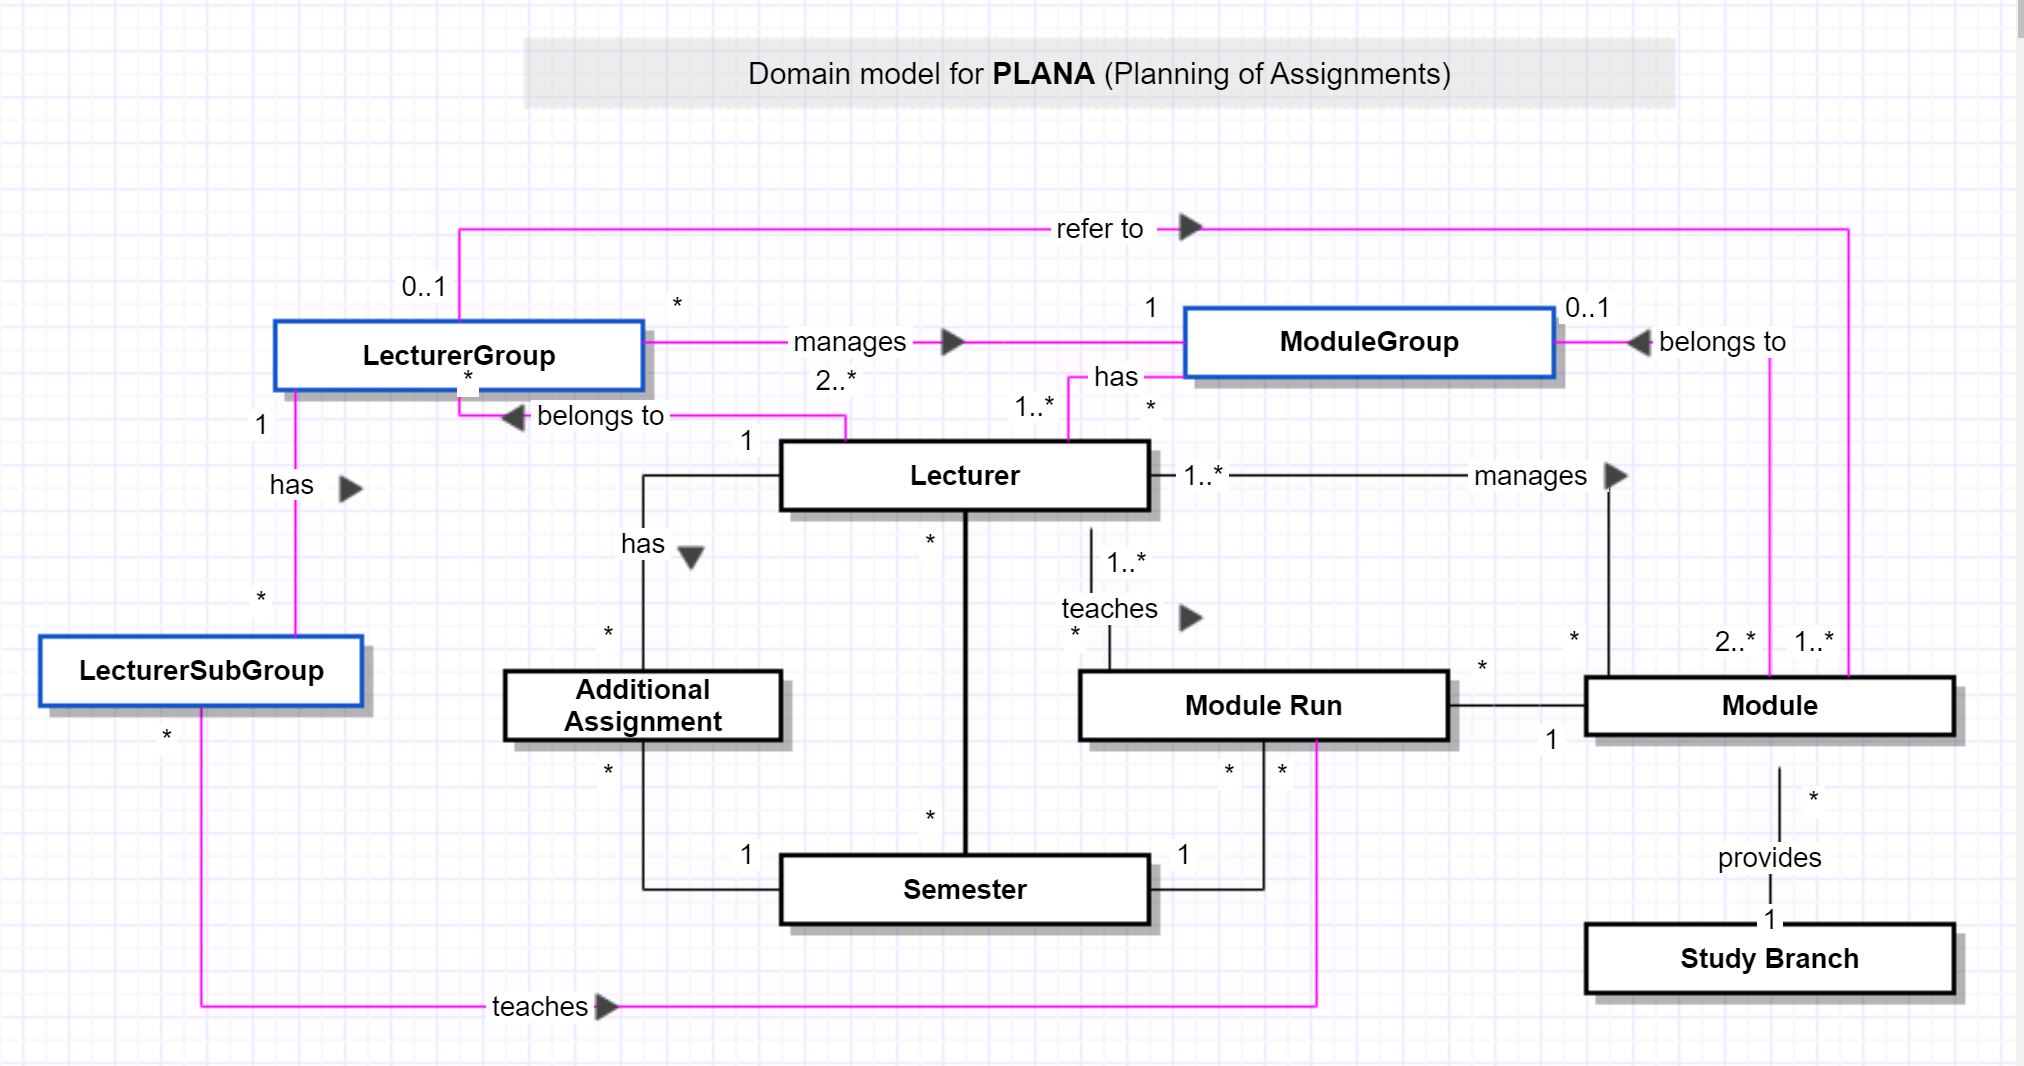 Domain model for PLANA (Planning of Assignments)
refer to
0..1
*
1
0..1
LecturerGroup
*
manages
ModuleGroup
belongs to
2..*
has
1
belongs to
1..*
*
1
Lecturer
1..*
manages
has
has
*
1..*
teaches
*
*
*
*
2..*
1..*
*
LecturerSubGroup
Additional
Assignment
Module Run
Module
*
1
*
*
*
*
*
provides
1
1
1
Semester
Study Branch
teaches